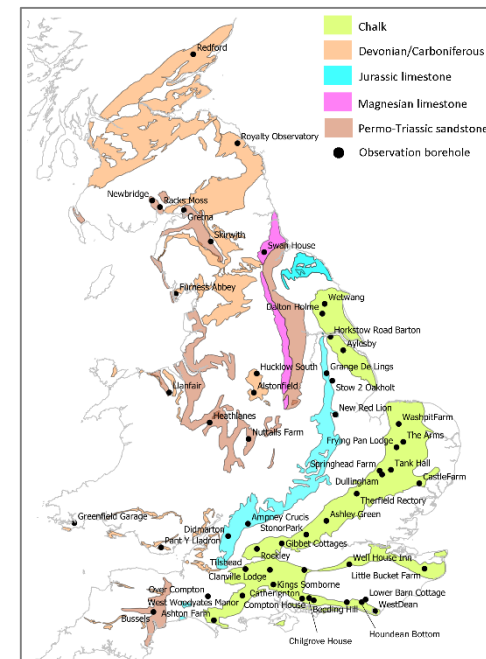 Chalk
Devonian/Carboniferous
Jurassic limestone
Magnesian limestone
Permo-Triassic sandstone
Observation borehole
Redford
Royalty Observatory
Newbridge
Racks Moss
Gretna
Skirwith
Swan House
Furness Abbey
Wetwang
Dalton Holme
Horkstow Road Barton
Aylesby
Hucklow South
Grange De Lings
Llanfair
Alstonfield
Stow 2 Oakholt
New Red Lion
Heathlanes
WashpitFarm
Nuttalls Farm
Frying Pan Lodge
The Arms
Springhead Farm
Tank Hall
Dullingham
CastleFarm
Therfield Rectory
Greenfield Garage
Ampney Crucis
Ashley Green
Didmarton
StonorPark
Pant Y Lladron
Gibbet Cottages
Rockley
Well House Inn
Tilshead
Clanville Lodge
Little Bucket Farm
Kings Somborne
Over Compton
Catherington
Lower Barn Cottage
West Woodyates Manor
Compton House
WestDean
Ashton Farm
Beeding Hill
Bussels
Houndean Bottom
Chilgrove House